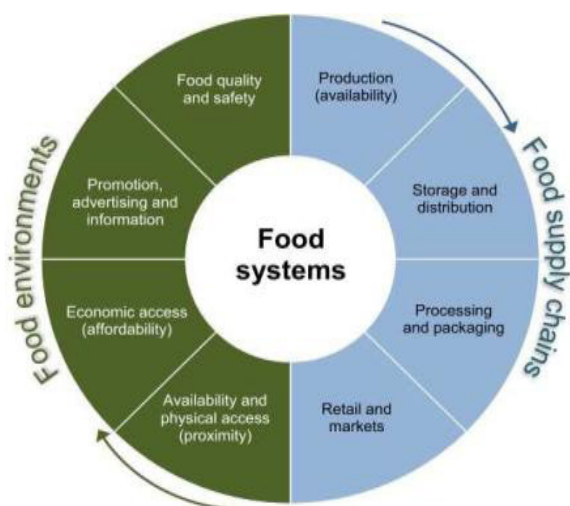 Food quality
and safety
Production
(availability)
Promotion,
advertising and
information
Storage and
distribution
Food
systems
Economic access
(affordability)
Processing
and packaging
Availability and
physical access
(proximity)
Retail and
markets
Food environments
Food supply chains